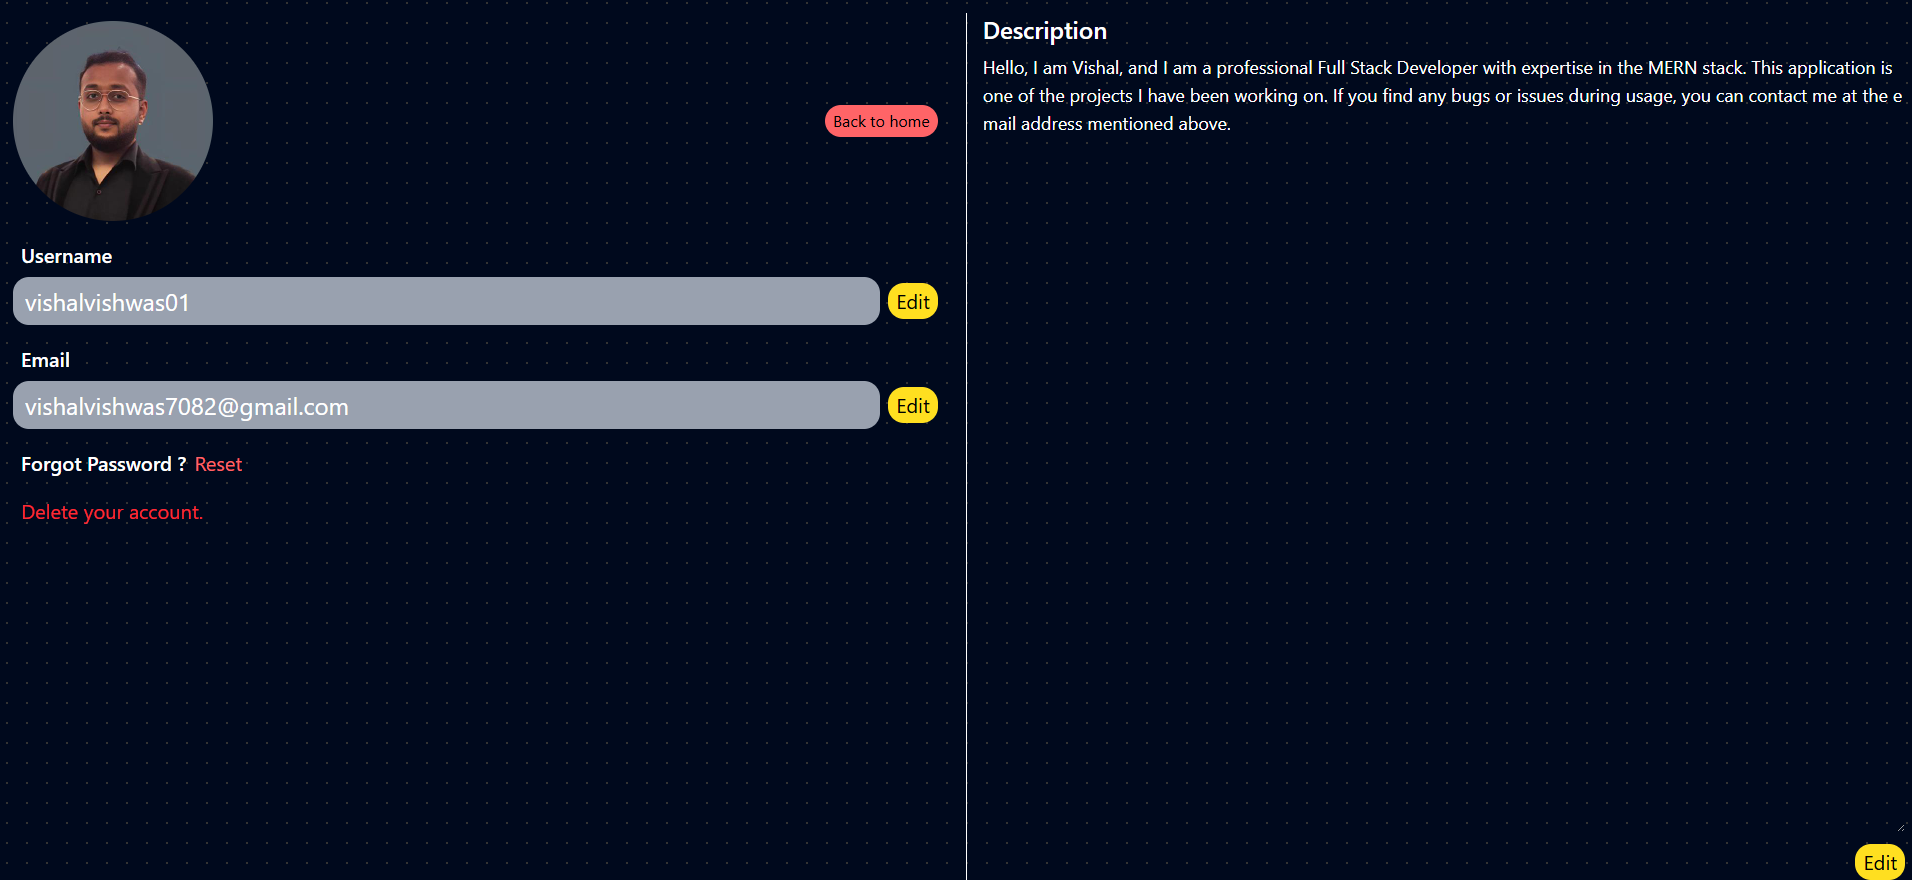 Back to home
Username
vishalvishwas01
Edit
Email
vishalvishwas7082@gmail.com
Edit
Forgot Password ? Reset
Delete your account.
Description
Hello, I am Vishal, and I am a professional Full Stack Developer with expertise in the MERN stack. This application is
one of the projects I have been working on. If you find any bugs or issues during usage, you can contact me at the e
mail address mentioned above.
Edit